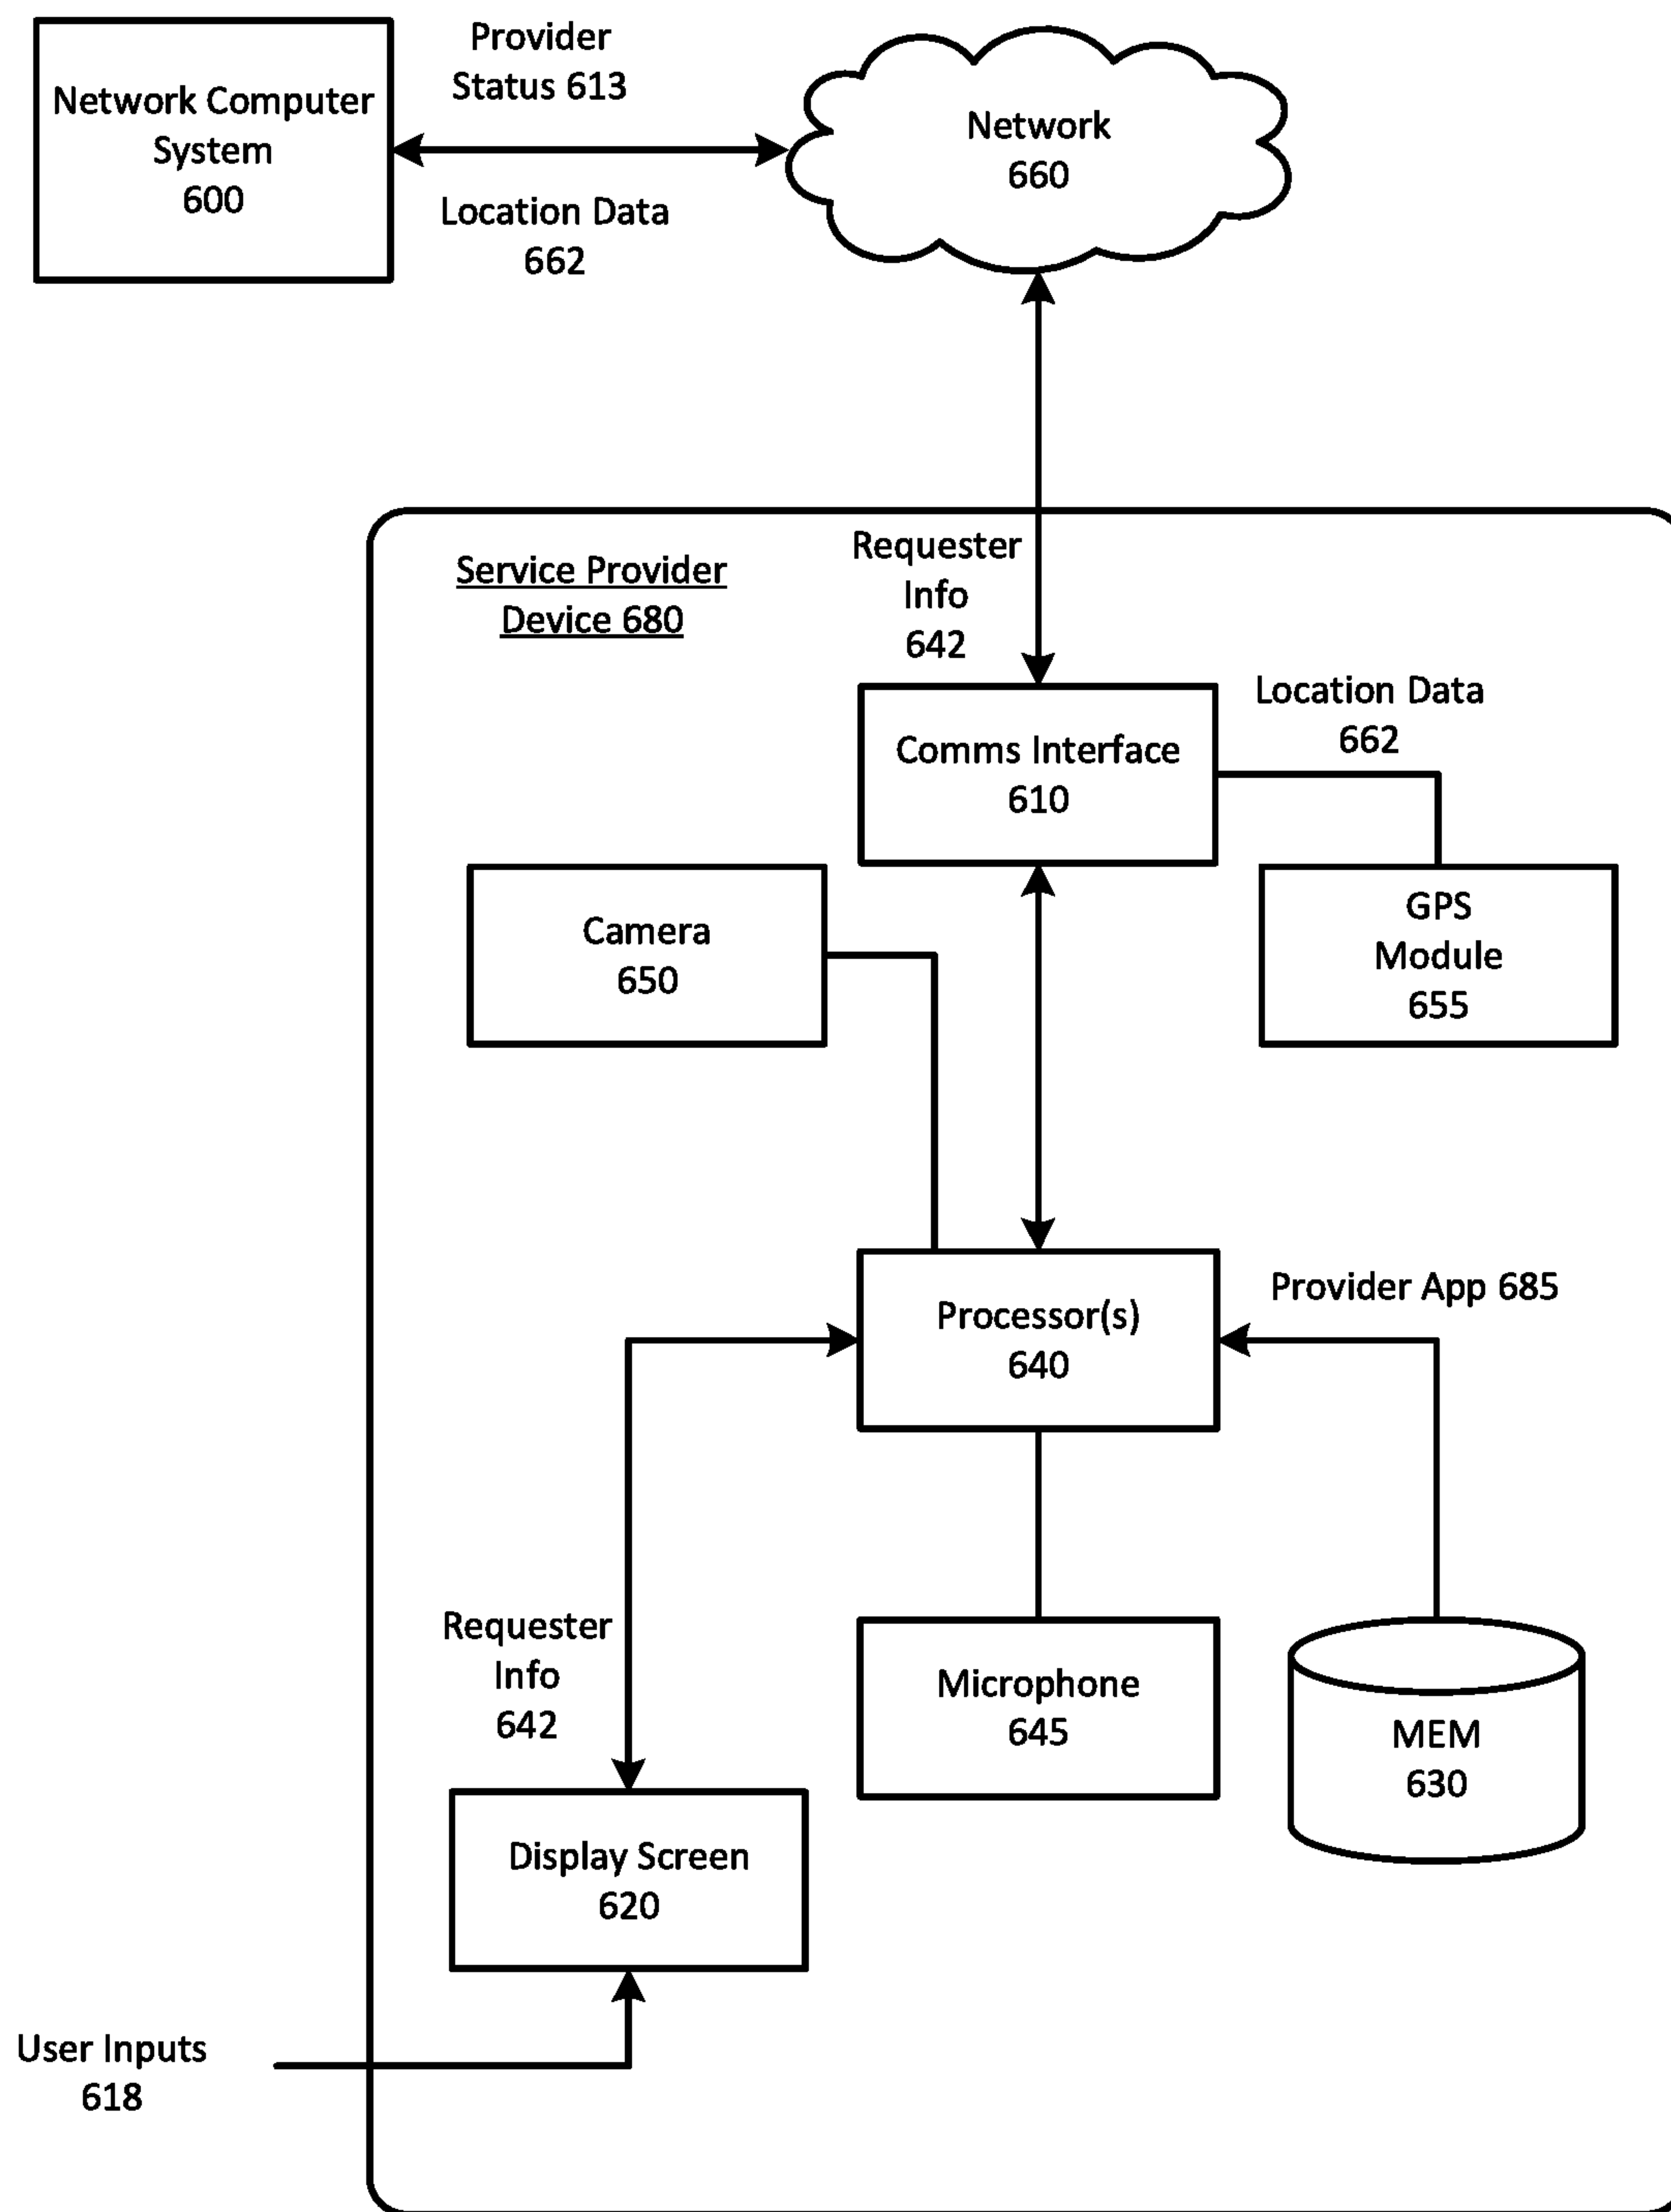 Network Computer
System
600
Provider
Status 613
Location Data
662
Network
660
Service Provider
Device 680
Requester
Info
642
Comms Interface
610
Location Data
662
Camera
650
GPS
Module
655
Processor(s)
640
Provider App 685
Requester
Info
642
Microphone
645
MEM
630
Display Screen
620
User Inputs
618